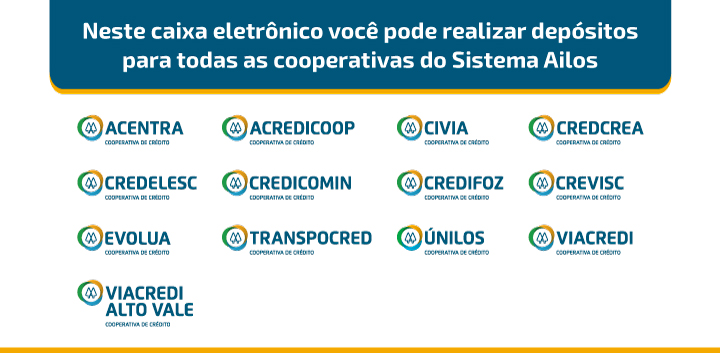 Neste caixa eletrônico você pode realizar depósitos
para todas as cooperativas do Sistema Ailos
ACENTRA
COOPERATIVA DE CRÉDITO
ACREDICOOP
COOPERATIVA DE CRÉDITO
CIVIA
COOPERATIVA DE CRÉDITO
CREDCREA
COOPERATIVA DE CRÉDITO
CREDELESC
COOPERATIVA DE CRÉDITO
CREDICOMIN
COOPERATIVA DE CRÉDITO
CREDIFOZ
COOPERATIVA DE CRÉDITO
CREVISC
COOPERATIVA DE CRÉDITO
EVOLUA
COOPERATIVA DE CRÉDITO
TRANSPOCRED
COOPERATIVA DE CRÉDITO
ÚNILOS
COOPERATIVA DE CRÉDITO
VIACREDI
COOPERATIVA DE CRÉDITO
VIACREDI
ALTO VALE
COOPERATIVA DE CRÉDITO